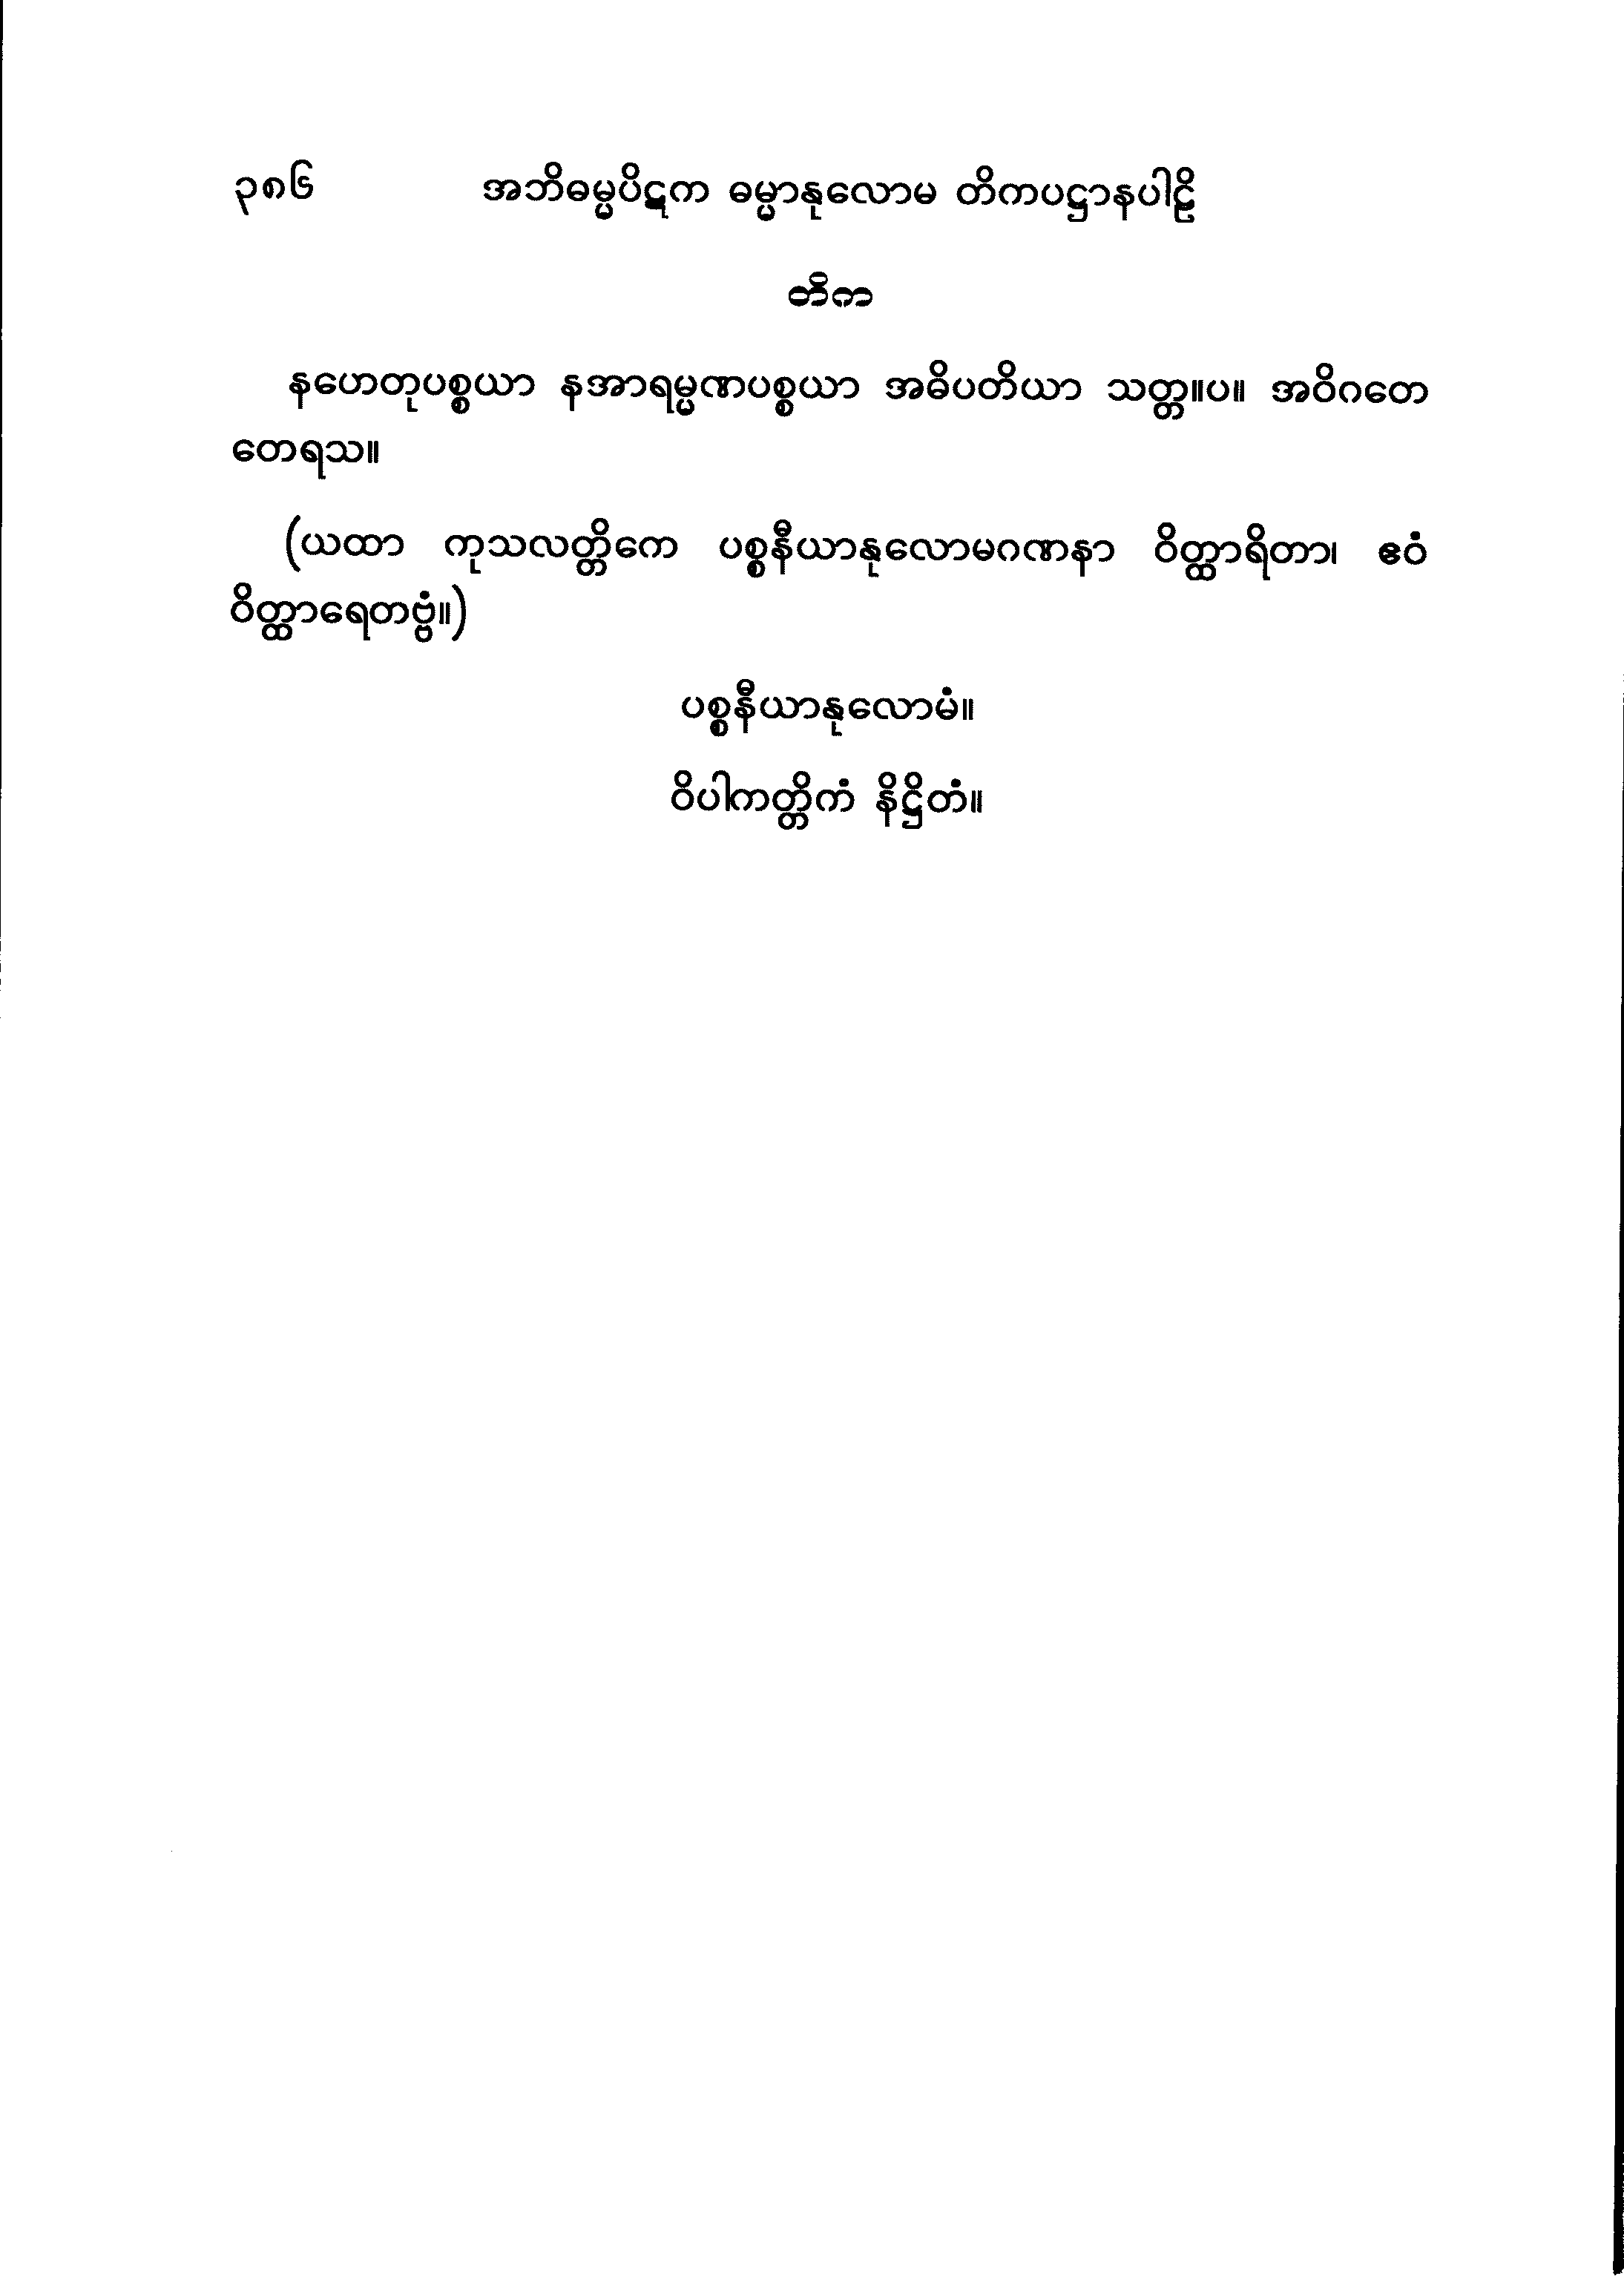 ၃၈၆ အဘိဓမ္မပိဋက ဓမ္မာနုလောမ တိကပဋ္ဌာနပါဠိ
တိက
နဟေတုပစ္စယာ နအာရမ္မဏပစ္စယာ အဓိပတိယာ သတ္တ။ပ။ အဝိဂတေ
တေရသ။
(ယထာ ကုသလတ္တိကေ ပစ္စနီယာနုလောမဂဏနာ ဝိတ္ထာရိတာ၊ ဧဝံ
ဝိတ္ထာရေတဗ္ဗံ။)
ပစ္စနီယာနုလောမံ။
ဝိပါကတ္တိကံ နိဋ္ဌိတံ။